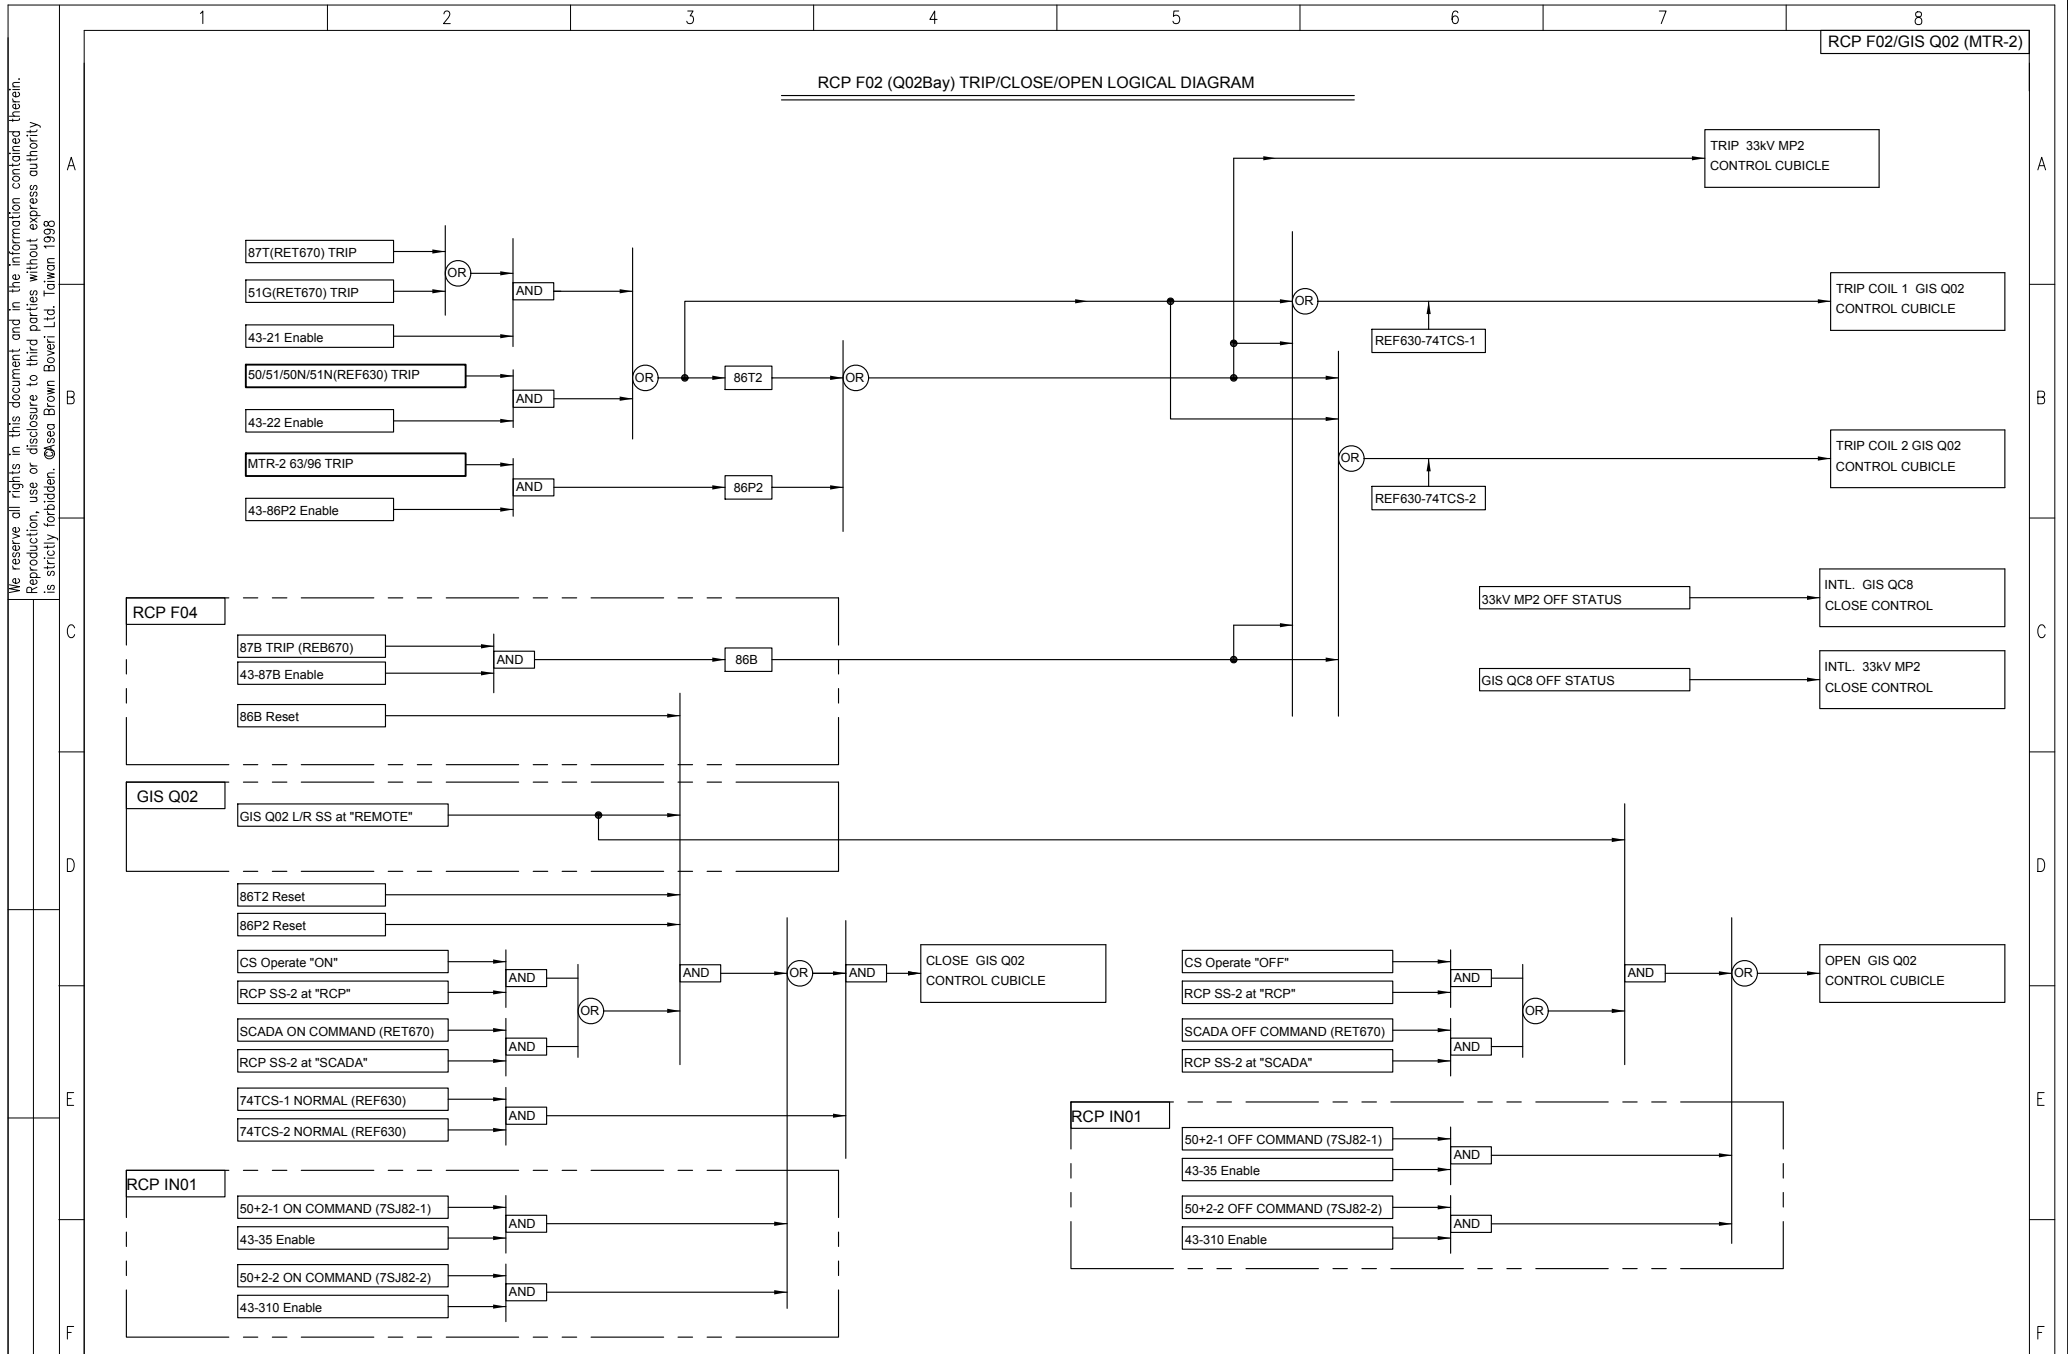 1 2 3 4 5 6 7 8
RCP F02/GIS Q02 (MTR-2)
RCP F02 (Q02Bay) TRIP/CLOSE/OPEN LOGICAL DIAGRAM
We reserve all rights in this document and in the information contained therein.
Reproduction, use or disclosure to third parties without express authority
is strictly forbidden. ©Asea Brown Boveri Ltd. Taiwan 1998
A
A
TRIP 33kV MP2
CONTROL CUBICLE
87T(RET670) TRIP
OR
51G(RET670) TRIP
AND
43-21 Enable
OR
TRIP COIL 1 GIS Q02
CONTROL CUBICLE
REF630-74TCS-1
B
B
50/51/50N/51N(REF630) TRIP
AND
43-22 Enable
OR
86T2
OR
MTR-2 63/96 TRIP
AND
43-86P2 Enable
86P2
OR
TRIP COIL 2 GIS Q02
CONTROL CUBICLE
REF630-74TCS-2
C
C
33kV MP2 OFF STATUS
INTL. GIS QC8
CLOSE CONTROL
GIS QC8 OFF STATUS
INTL. 33kV MP2
CLOSE CONTROL
RCP F04
87B TRIP (REB670)
AND
43-87B Enable
86B
86B Reset
GIS Q02
GIS Q02 L/R SS at "REMOTE"
D
D
86T2 Reset
86P2 Reset
CS Operate "ON"
AND
RCP SS-2 at "RCP"
OR
SCADA ON COMMAND (RET670)
AND
RCP SS-2 at "SCADA"
AND
OR
AND
CLOSE GIS Q02
CONTROL CUBICLE
74TCS-1 NORMAL (REF630)
AND
74TCS-2 NORMAL (REF630)
CS Operate "OFF"
AND
RCP SS-2 at "RCP"
OR
SCADA OFF COMMAND (RET670)
AND
RCP SS-2 at "SCADA"
AND
OR
OPEN GIS Q02
CONTROL CUBICLE
E
E
RCP IN01
50+2-1 ON COMMAND (7SJ82-1)
AND
43-35 Enable
50+2-2 ON COMMAND (7SJ82-2)
AND
43-310 Enable
RCP IN01
50+2-1 OFF COMMAND (7SJ82-1)
AND
43-35 Enable
50+2-2 OFF COMMAND (7SJ82-2)
AND
43-310 Enable
F
F